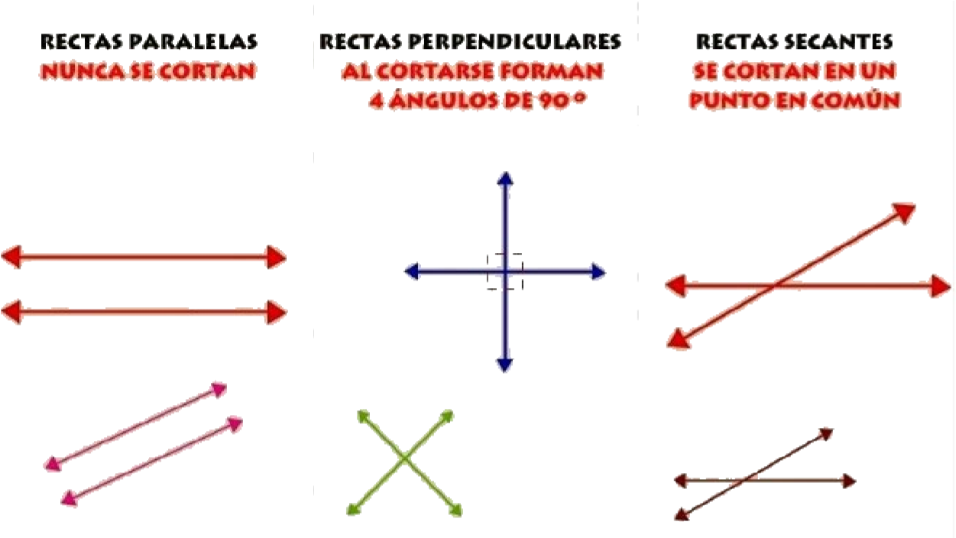 RECTAS PARALELAS
NUNCA SE CORTAN
RECTAS PERPENDICULARES
AL CORTARSE FORMAN
4 ÁNGULOS DE 90 º
RECTAS SECANTES
SE CORTAN EN UN
PUNTO EN COMÚN